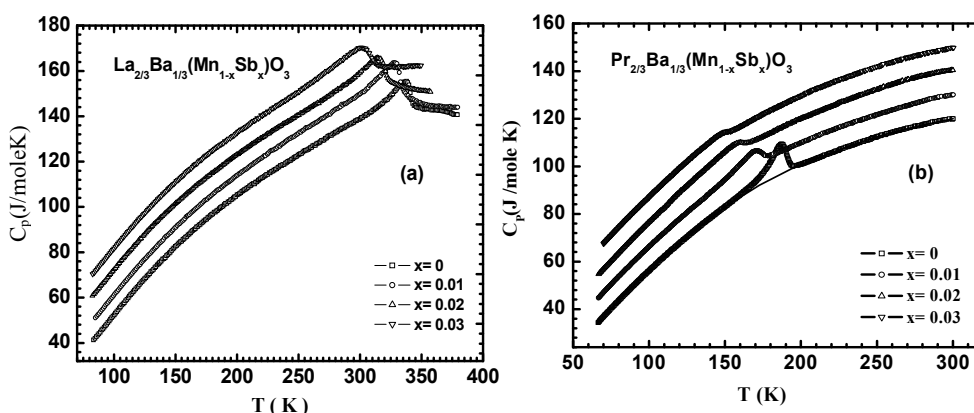 160
140
120
100
80
60
40
C_p(J/moleK)
La_{2/3}Ba_{1/3}(Mn_{1-x}Sb_x)O_3
(a)
x= 0
x= 0.01
x= 0.02
x= 0.03
100 150 200 250 300 350 400
T ( K )
160
140
120
100
80
60
40
C_p(J /mole K)
Pr_{2/3}Ba_{1/3}(Mn_{1-x}Sb_x)O_3
(b)
x= 0
x= 0.01
x= 0.02
x= 0.03
50 100 150 200 250 300
T (K)